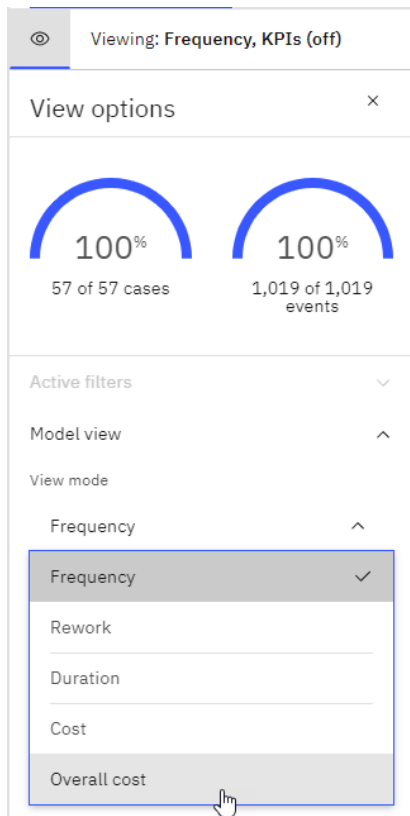 Viewing: Frequency, KPIs (off)
View options
100%
57 of 57 cases
100%
1,019 of 1,019
events
Active filters
Model view
View mode
Frequency
Frequency
Rework
Duration
Cost
Overall cost